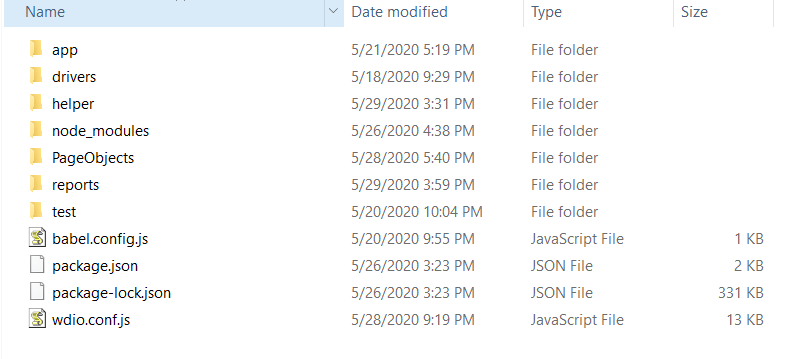 Name Date modified Type Size
app 5/21/2020 5:19 PM File folder
drivers 5/18/2020 9:29 PM File folder
helper 5/29/2020 3:31 PM File folder
node_modules 5/26/2020 4:38 PM File folder
PageObjects 5/28/2020 5:40 PM File folder
reports 5/29/2020 3:59 PM File folder
test 5/20/2020 10:04 PM File folder
babel.config.js 5/20/2020 9:55 PM JavaScript File 1 KB
package.json 5/26/2020 3:23 PM JSON File 2 KB
package-lock.json 5/26/2020 3:23 PM JSON File 331 KB
wdio.conf.js 5/28/2020 9:19 PM JavaScript File 13 KB